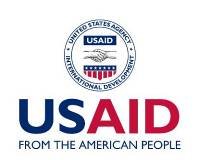 UNITED STATES AGENCY
USAID
INTERNATIONAL DEVELOPMENT
USAID
FROM THE AMERICAN PEOPLE